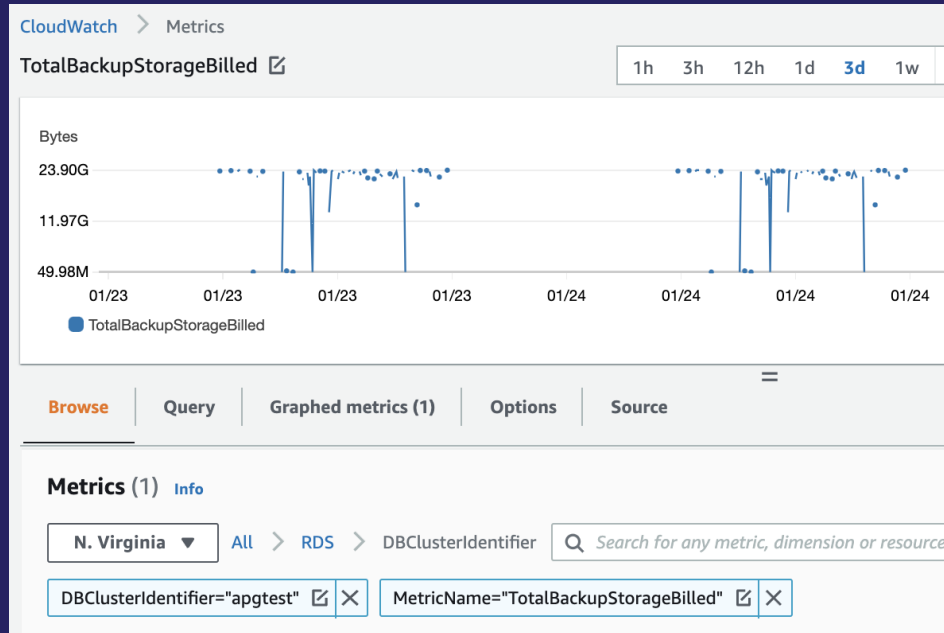 CloudWatch > Metrics
TotalBackupStorageBilled
1h 3h 12h 1d 3d 1w
Bytes
23.90G
11.97G
49.98M
01/23 01/23 01/23 01/23 01/24 01/24 01/24 01/24
TotalBackupStorageBilled
Browse Query Graphed metrics (1) Options Source
Metrics (1) Info
N. Virginia All > RDS > DBClusterIdentifier Search for any metric, dimension or resource
DBClusterIdentifier="apgtest" MetricName="TotalBackupStorageBilled"